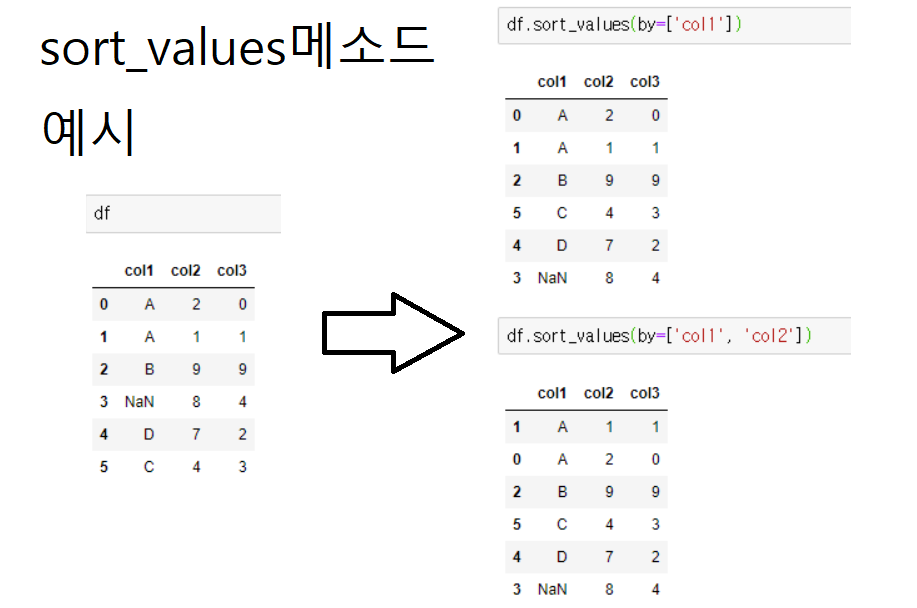 sort_values메소드
예시
df
col1 col2 col3
0 A 2 0
1 A 1 1
2 B 9 9
3 NaN 8 4
4 D 7 2
5 C 4 3
df.sort_values(by=['col1'])
col1 col2 col3
0 A 2 0
1 A 1 1
2 B 9 9
5 C 4 3
4 D 7 2
3 NaN 8 4
df.sort_values(by=['col1', 'col2'])
col1 col2 col3
1 A 1 1
0 A 2 0
2 B 9 9
5 C 4 3
4 D 7 2
3 NaN 8 4